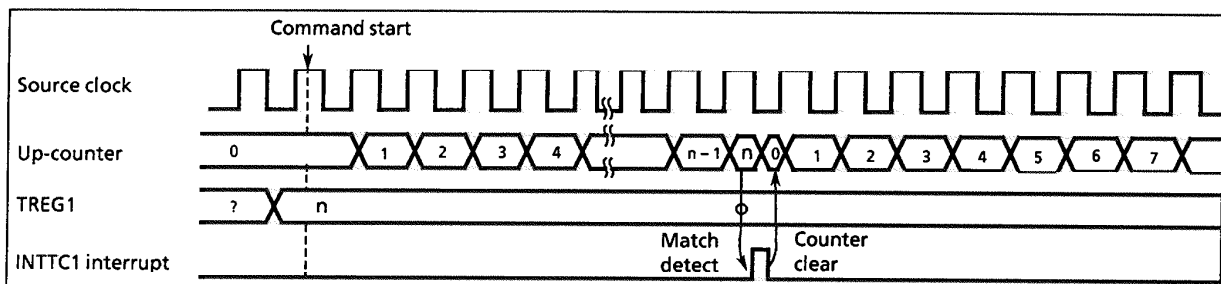 Command start
Source clock
Up-counter 0 1 2 3 4 n – 1 n 0 1 2 3 4 5 6 7
TREG1 ? n
Match detect
Counter clear
INTTC1 interrupt